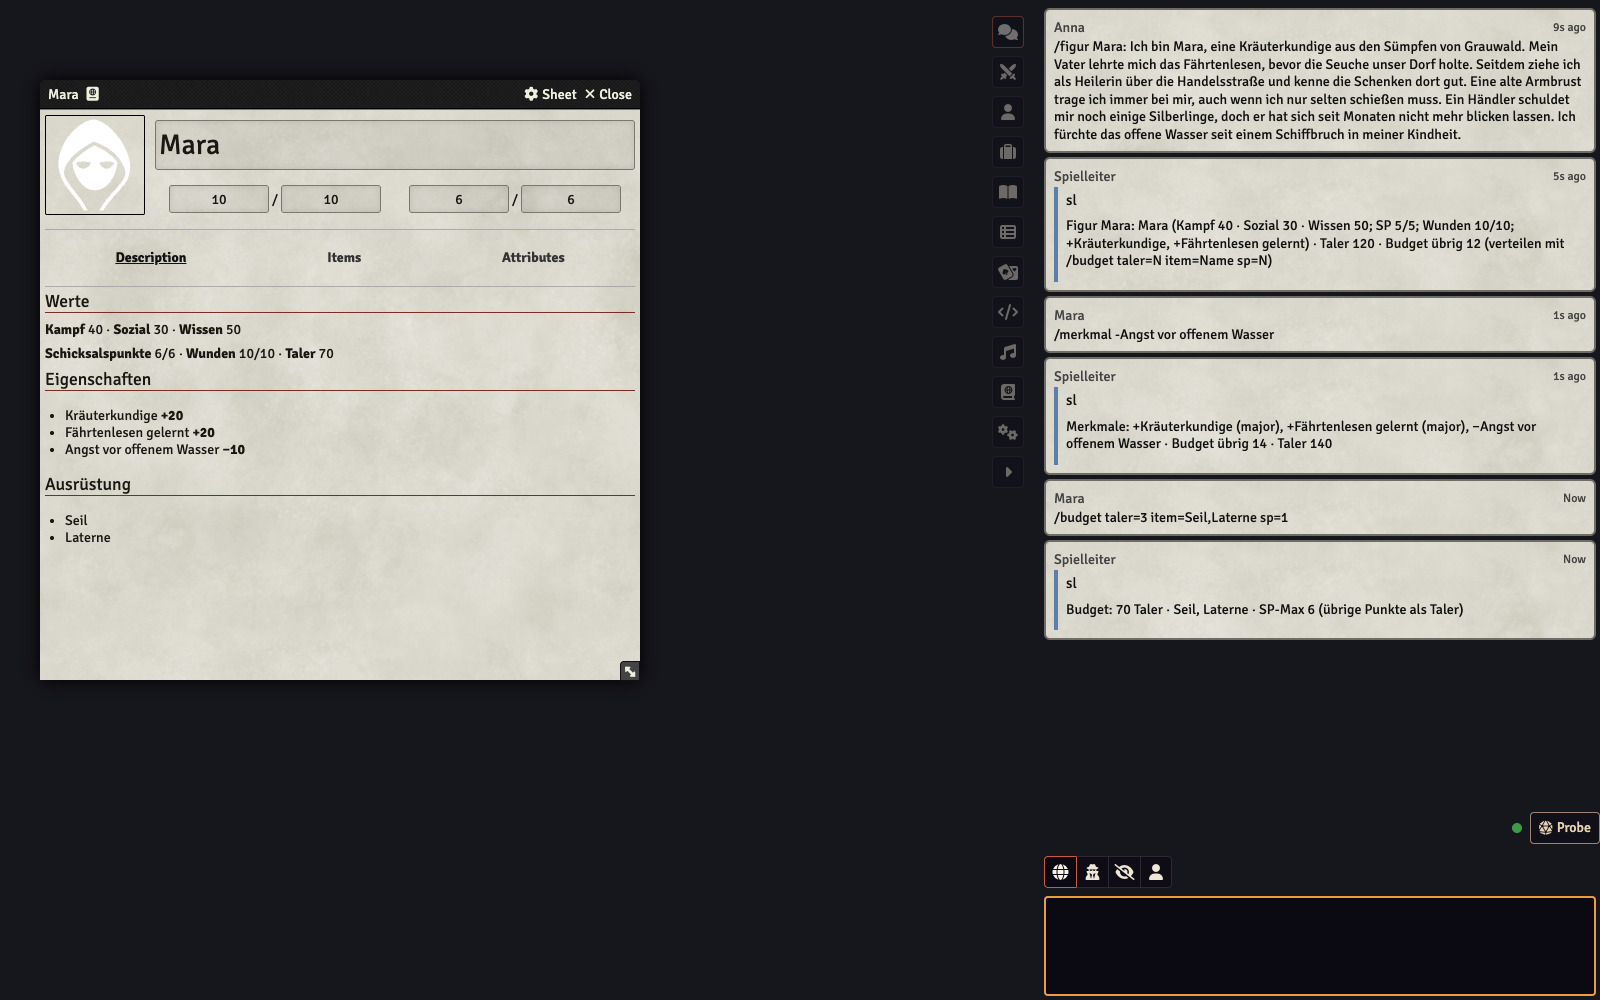 Mara
Sheet
Close
Mara
10 / 10
6 / 6
Description
Items
Attributes
Werte
Kampf 40 · Sozial 30 · Wissen 50
Schicksalspunkte 6/6 · Wunden 10/10 · Taler 70
Eigenschaften
• Kräuterkundige +20
• Fährtenlesen gelernt +20
• Angst vor offenem Wasser −10
Ausrüstung
• Seil
• Laterne
Anna 9s ago
/figur Mara: Ich bin Mara, eine Kräuterkundige aus den Sümpfen von Grauwald. Mein
Vater lehrte mich das Fährtenlesen, bevor die Seuche unser Dorf holte. Seitdem ziehe ich
als Heilerin über die Handelsstraße und kenne die Schenken dort gut. Eine alte Armbrust
trage ich immer bei mir, auch wenn ich nur selten schießen muss. Ein Händler schuldet
mir noch einige Silberlinge, doch er hat sich seit Monaten nicht mehr blicken lassen. Ich
fürchte das offene Wasser seit einem Schiffbruch in meiner Kindheit.
Spielleiter 5s ago
sl
Figur Mara: Mara (Kampf 40 · Sozial 30 · Wissen 50; SP 5/5; Wunden 10/10;
+Kräuterkundige, +Fährtenlesen gelernt) · Taler 120 · Budget übrig 12 (verteilen mit
/budget taler=N item=Name sp=N)
Mara 1s ago
/merkmal -Angst vor offenem Wasser
Spielleiter 1s ago
sl
Merkmale: +Kräuterkundige (major), +Fährtenlesen gelernt (major), −Angst vor
offenem Wasser · Budget übrig 14 · Taler 140
Mara Now
/budget taler=3 item=Seil,Laterne sp=1
Spielleiter Now
sl
Budget: 70 Taler · Seil, Laterne · SP-Max 6 (übrige Punkte als Taler)
Probe